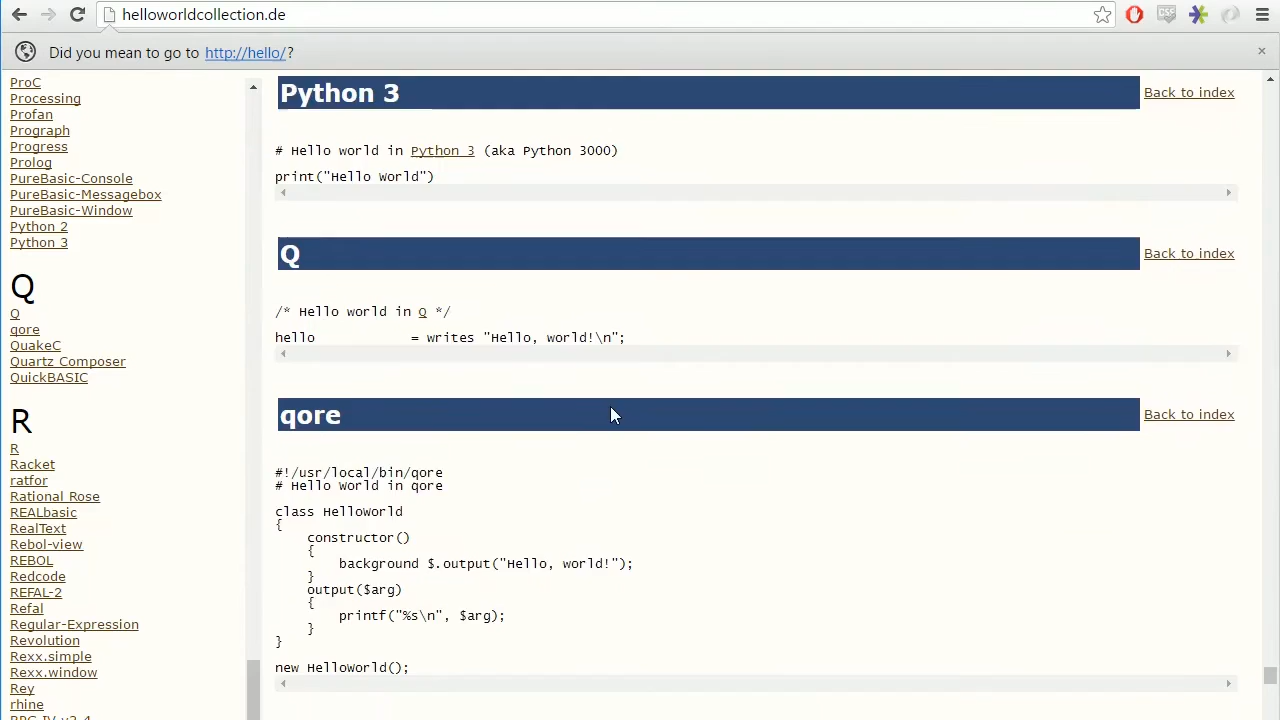 helloworldcollection.de
Did you mean to go to http://hello/?
ProC
Processing
Profan
Prograph
Progress
Prolog
PureBasic-Console
PureBasic-Messagebox
PureBasic-Window
Python 2
Python 3
Q
Q
qore
QuakeC
Quartz Composer
QuickBASIC
R
R
Racket
ratfor
Rational Rose
REALbasic
RealText
Rebol-view
REBOL
Redcode
REFAL-2
Refal
Regular-Expression
Revolution
Rexx.simple
Rexx.window
Rey
rhine
RPG IV v3.4
Python 3
Back to index
# Hello world in Python 3 (aka Python 3000)
print("Hello world")
Q
Back to index
/* Hello world in Q */
hello            = writes "Hello, world!\n";
qore
Back to index
#!/usr/local/bin/qore
# Hello world in qore
class HelloWorld
{
    constructor()
    {
        background $.output("Hello, world!");
    }
    output($arg)
    {
        printf("%s\n", $arg);
    }
}
new HelloWorld();